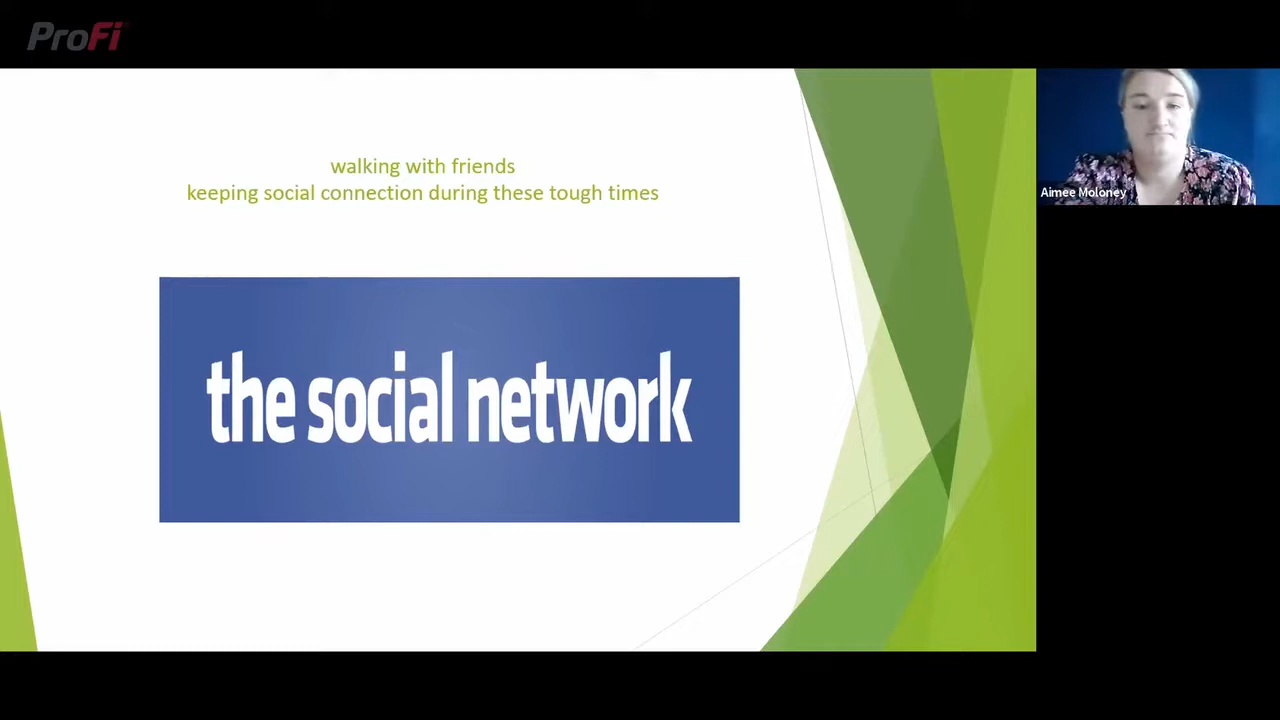 ProFi
walking with friends
keeping social connection during these tough times
the social network
Aimee Moloney